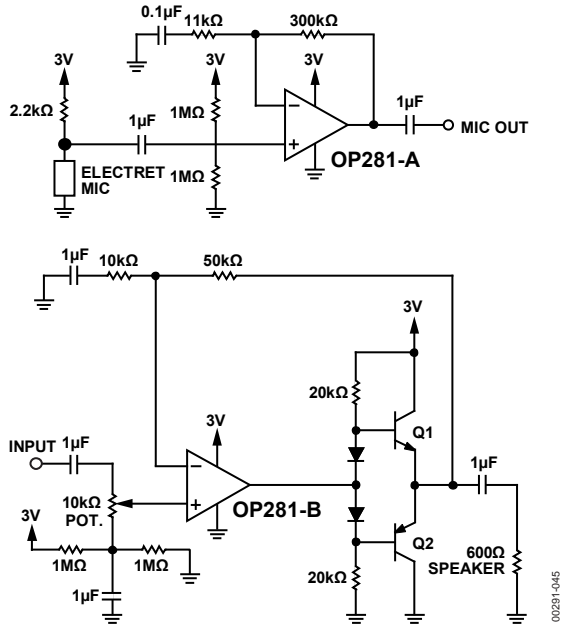 0.1µF
11kΩ
300kΩ
3V
3V
3V
2.2kΩ
1µF
1MΩ
1µF
MIC OUT
OP281-A
ELECTRET
MIC
1MΩ
1µF
10kΩ
50kΩ
3V
20kΩ
Q1
INPUT
1µF
3V
10kΩ
POT.
OP281-B
1µF
3V
1MΩ
1MΩ
Q2
20kΩ
600Ω
SPEAKER
1µF
00291-045